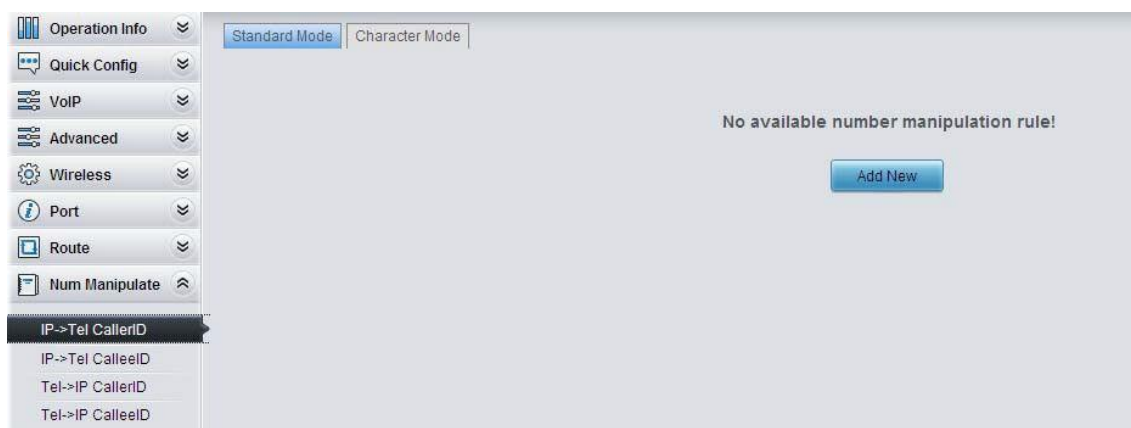 Operation Info
Quick Config
VoIP
Advanced
Wireless
Port
Route
Num Manipulate
IP->Tel CallerID
IP->Tel CalleeID
Tel->IP CallerID
Tel->IP CalleeID
Standard Mode Character Mode
No available number manipulation rule!
Add New